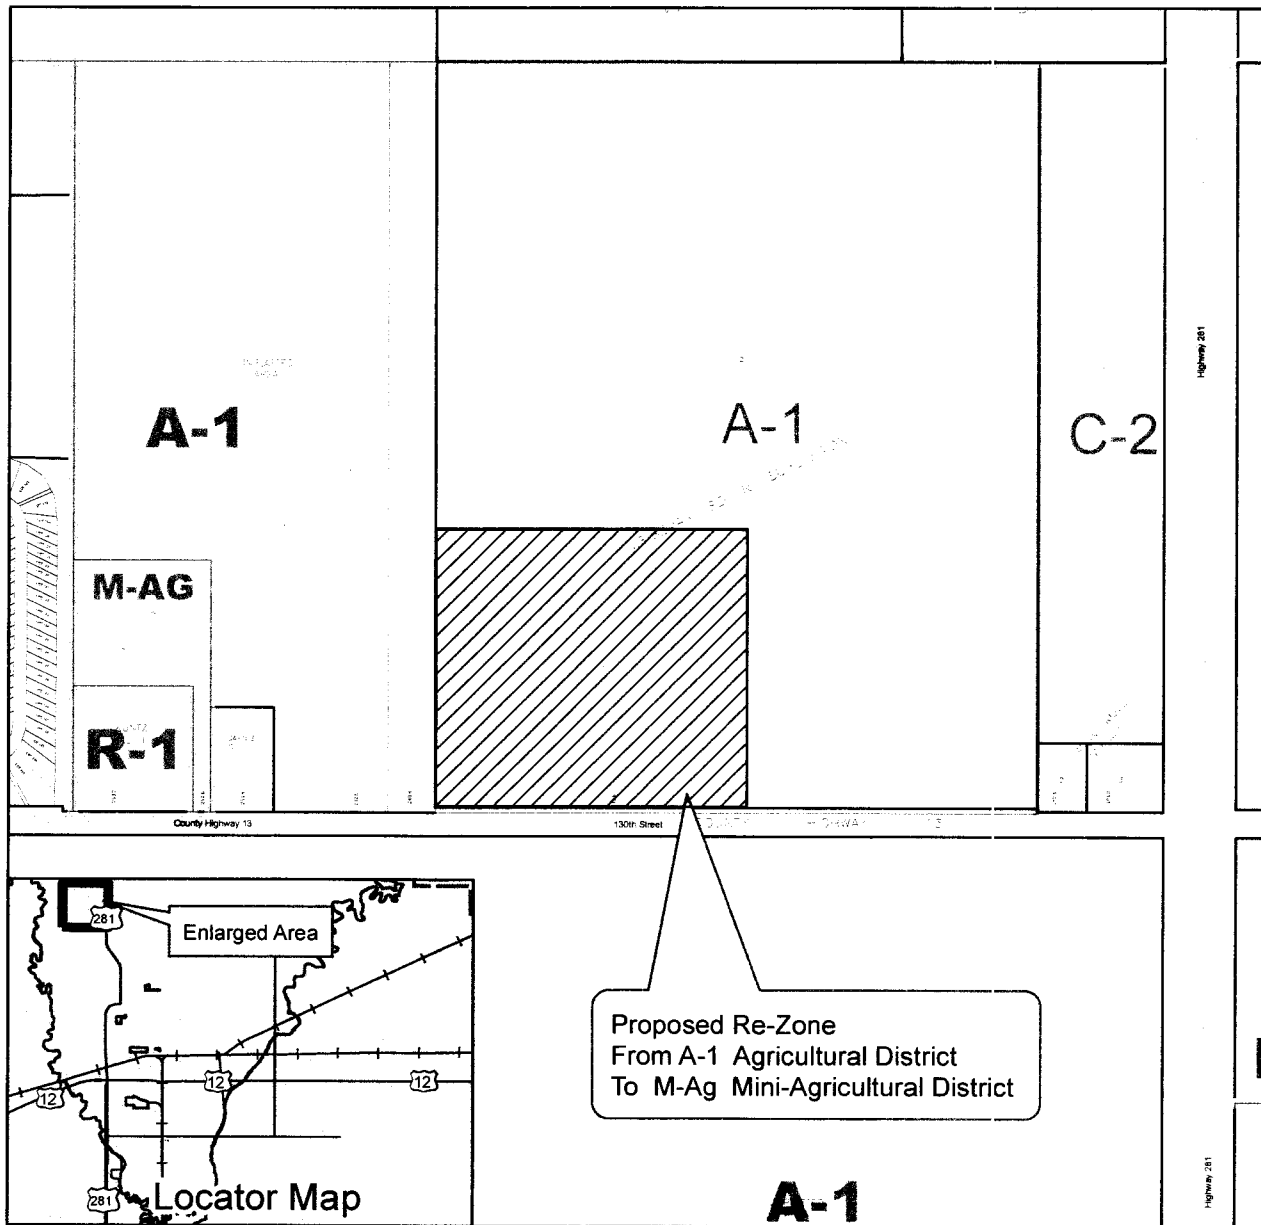 Highway 281
A-1
A-1
C-2
M-AG
R-1
County Highway 13
130th Street
281
Enlarged Area
12
12
12
281
Locator Map
Proposed Re-Zone
From A-1 Agricultural District
To M-Ag Mini-Agricultural District
A-1
Highway 281